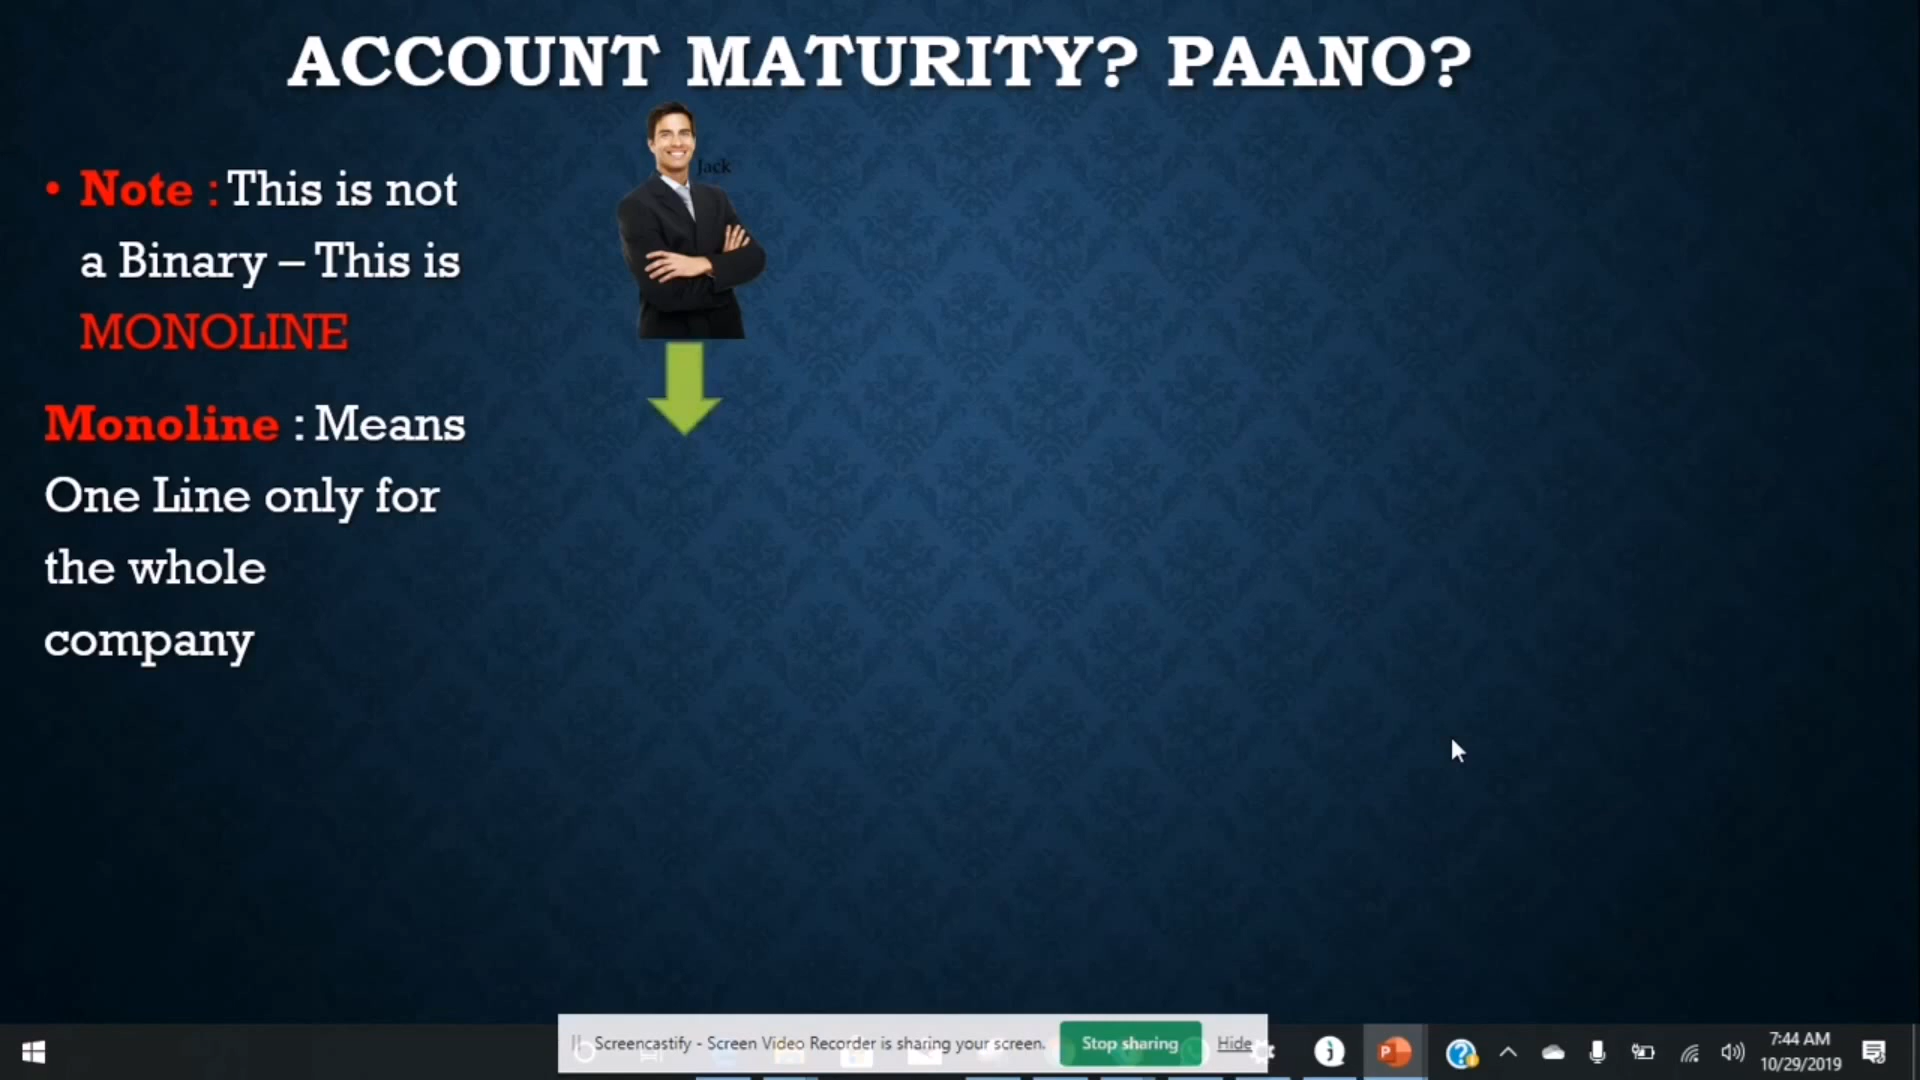 ACCOUNT MATURITY? PAANO?
Jack
• Note : This is not
a Binary – This is
MONOLINE
Monoline : Means
One Line only for
the whole
company
Screencastify - Screen Video Recorder is sharing your screen.
Stop sharing
Hide
7:44 AM
10/29/2019